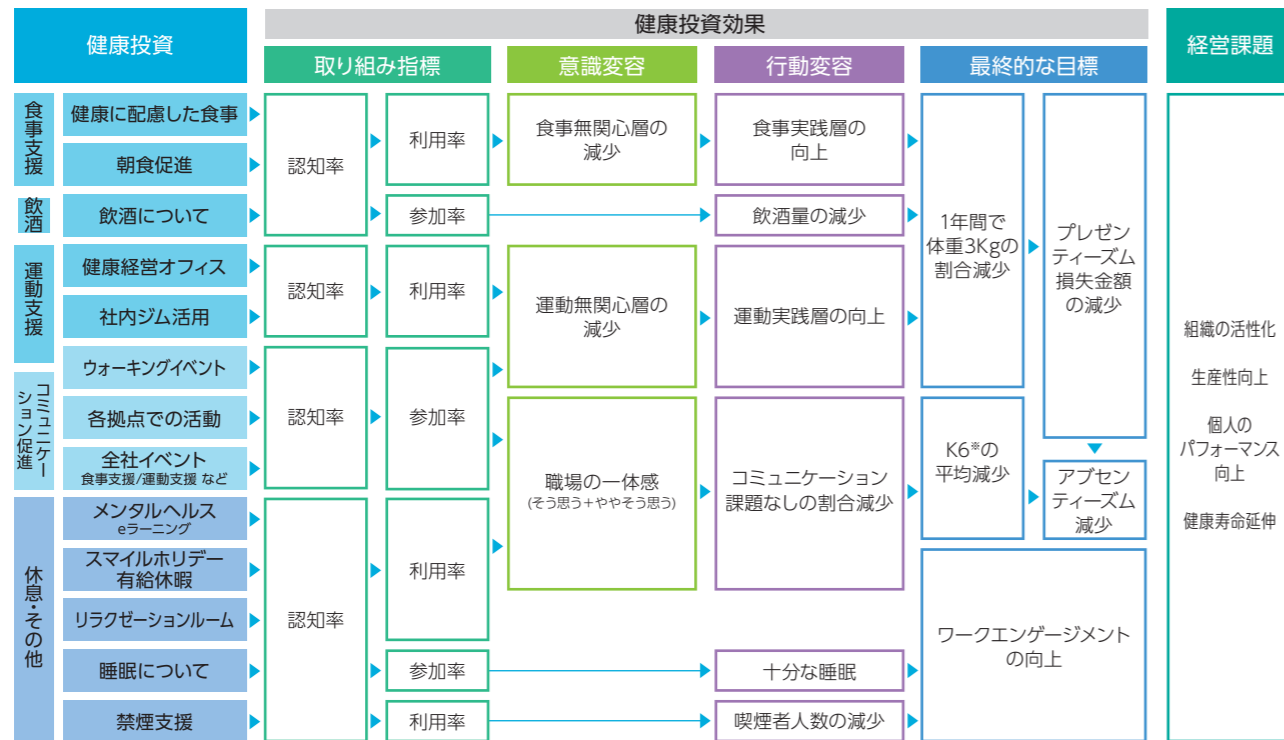 健康投資
健康投資効果
経営課題
取り組み指標
意識変容
行動変容
最終的な目標
食事支援
健康に配慮した食事
朝食促進
飲酒
飲酒について
運動支援
健康経営オフィス
社内ジム活用
ウォーキングイベント
コミュニケー
ション促進
各拠点での活動
全社イベント
食事支援/運動支援 など
休息・その他
メンタルヘルス
eラーニング
スマイルホリデー
有給休暇
リラクゼーションルーム
睡眠について
禁煙支援
認知率
利用率
参加率
認知率
利用率
認知率
参加率
認知率
利用率
参加率
利用率
食事無関心層の
減少
運動無関心層の
減少
職場の一体感
(そう思う+ややそう思う)
食事実践層の
向上
飲酒量の減少
運動実践層の向上
コミュニケーション
課題なしの割合減少
十分な睡眠
喫煙者人数の減少
1年間で
体重3Kgの
割合減少
プレゼン
ティーズム
損失金額
の減少
K6※の
平均減少
アブセン
ティーズム
減少
ワークエンゲージメント
の向上
組織の活性化
生産性向上
個人の
パフォーマンス
向上
健康寿命延伸